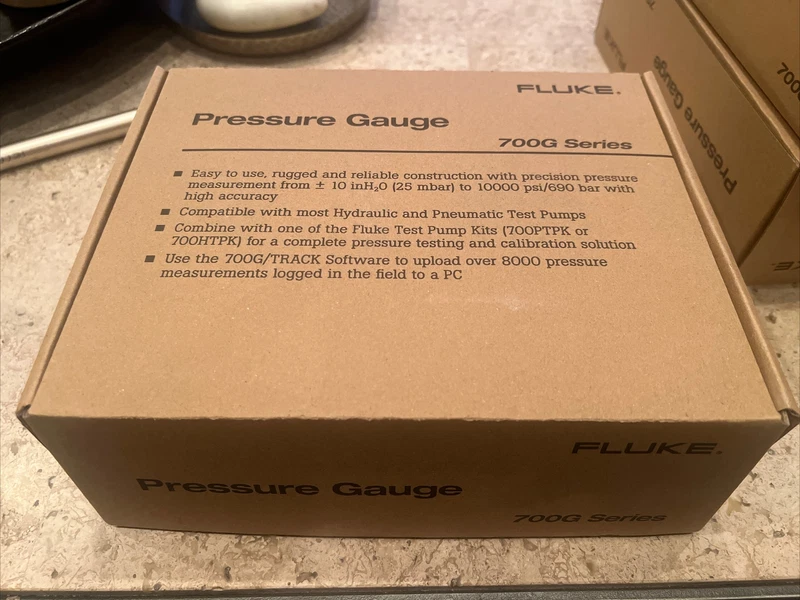 FLUKE.
Pressure Gauge
700G Series
■ Easy to use, rugged and reliable construction with precision pressure
measurement from ± 10 inH₂O (25 mbar) to 10000 psi/690 bar with
high accuracy
■ Compatible with most Hydraulic and Pneumatic Test Pumps
■ Combine with one of the Fluke Test Pump Kits (700PTPK or
700HTPK) for a complete pressure testing and calibration solution
■ Use the 700G/TRACK Software to upload over 8000 pressure
measurements logged in the field to a PC
FLUKE.
Pressure Gauge
700G Series
Pressure Gauge